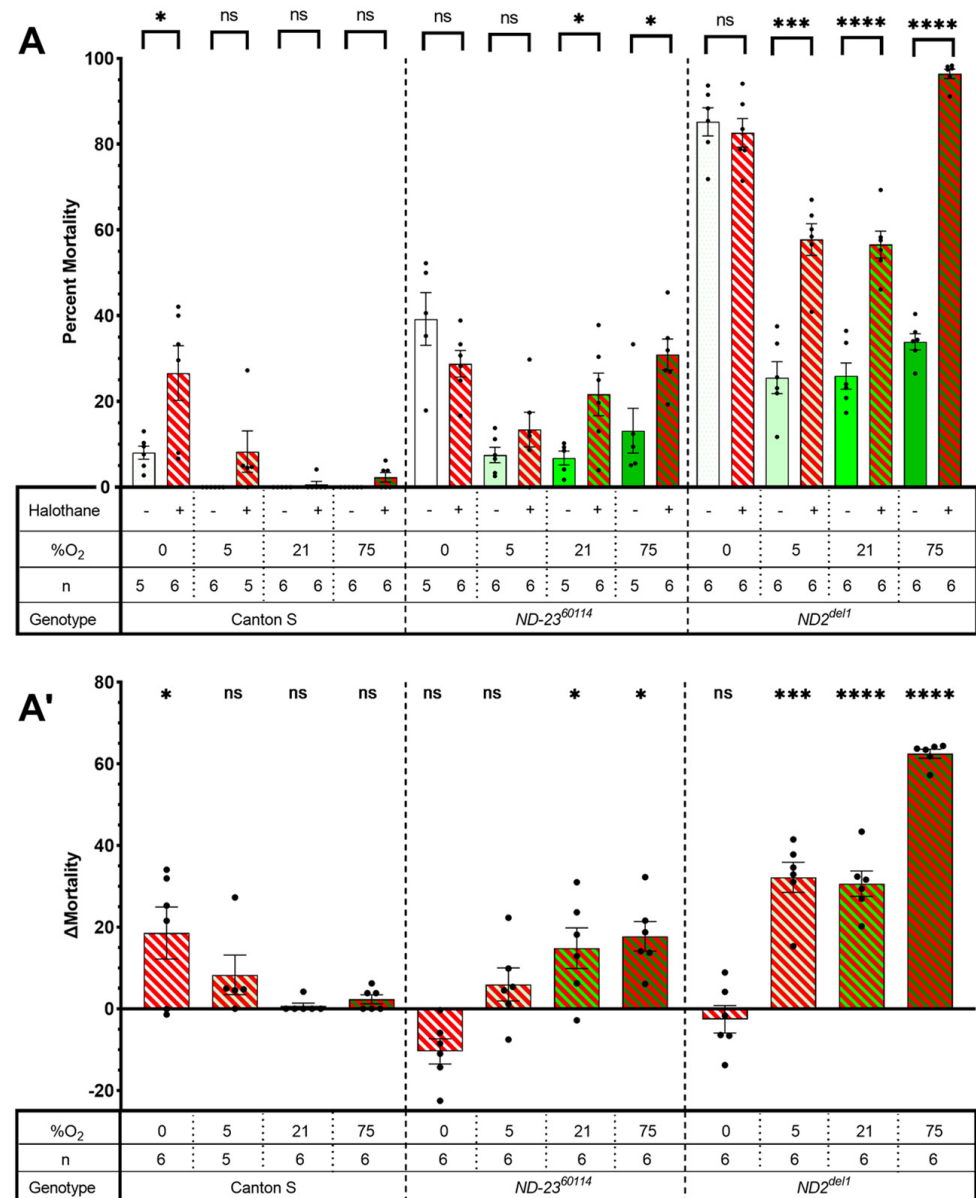 A
* ns ns ns ns ns * * ns *** **** ****
Percent Mortality
100
80
60
40
20
0
Halothane - + - + - + - + - + - + - + - + - + - + - + - +
%O2 0 5 21 75 0 5 21 75 0 5 21 75
n 5 6 6 5 6 6 6 6 5 6 6 6 5 6 5 6 6 6 6 6 6 6 6 6
Genotype Canton S ND-23^60114 ND2^del1
A'
* ns ns ns ns ns * * ns *** **** ****
ΔMortality
80
60
40
20
0
-20
%O2 0 5 21 75 0 5 21 75 0 5 21 75
n 6 5 6 6 6 6 6 6 6 6 6 6
Genotype Canton S ND-23^60114 ND2^del1